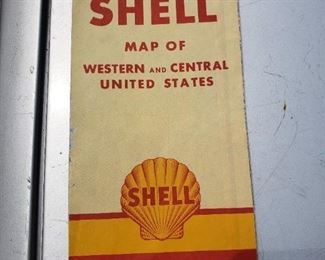 SHELL
MAP OF
WESTERN AND CENTRAL
UNITED STATES
SHELL